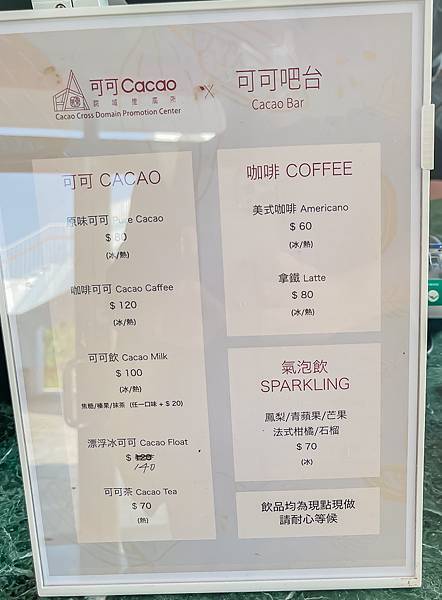 可可Cacao
跨域推廣所
Cacao Cross Domain Promotion Center
×
可可吧台
Cacao Bar
可可 CACAO
原味可可 Pure Cacao
$ 80
(冰/熱)
咖啡可可 Cacao Caffee
$ 120
(冰/熱)
可可飲 Cacao Milk
$ 100
(冰/熱)
焦糖/榛果/抹茶 (任一口味 + $ 20)
漂浮冰可可 Cacao Float
$ 120
140
可可茶 Cacao Tea
$ 70
(熱)
咖啡 COFFEE
美式咖啡 Americano
$ 60
(冰/熱)
拿鐵 Latte
$ 80
(冰/熱)
氣泡飲
SPARKLING
鳳梨/青蘋果/芒果
法式柑橘/石榴
$ 70
(冰)
飲品均為現點現做
請耐心等候